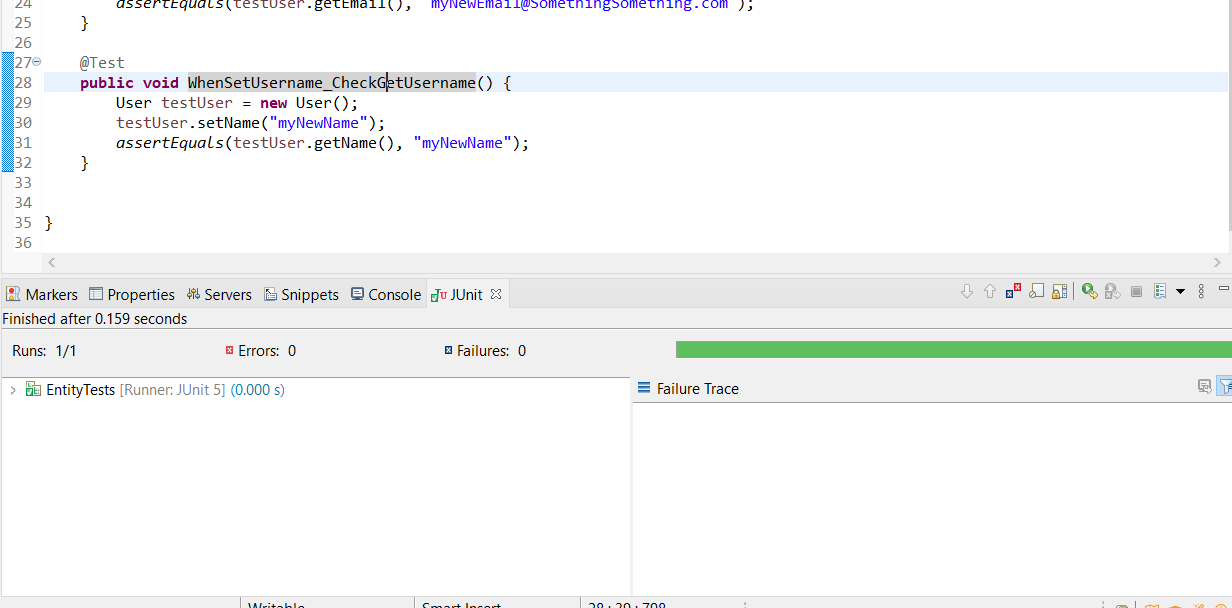 24 assertEquals(testUser.getEmail(), "myNewEmail@SomethingSomething.com");
25 }
26
27 @Test
28 public void WhenSetUsername_CheckGetUsername() {
29 User testUser = new User();
30 testUser.setName("myNewName");
31 assertEquals(testUser.getName(), "myNewName");
32 }
33
34
35 }
36
Markers Properties Servers Snippets Console JUnit
Finished after 0.159 seconds
Runs: 1/1 Errors: 0 Failures: 0
EntityTests [Runner: JUnit 5] (0.000 s) Failure Trace
Writable Smart Insert 28 : 39 : 798